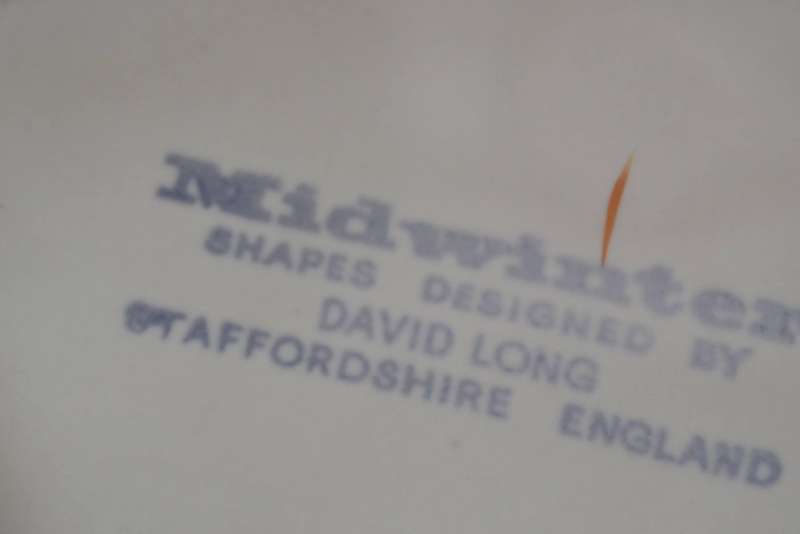 Midwinter
SHAPES DESIGNED BY
DAVID LONG
STAFFORDSHIRE ENGLAND